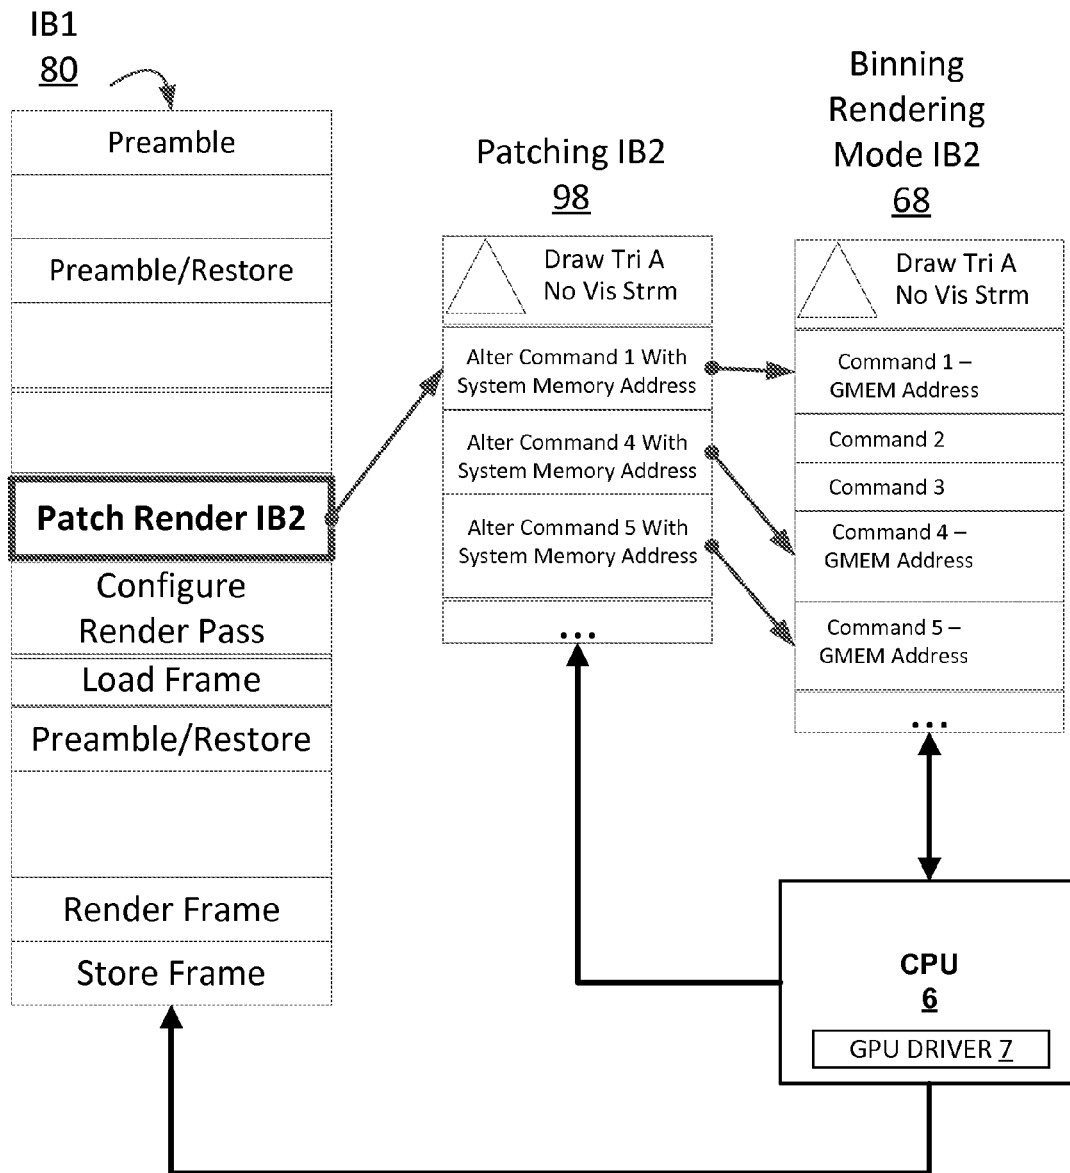 IB1
80
Preamble
Preamble/Restore
Patch Render IB2
Configure
Render Pass
Load Frame
Preamble/Restore
Render Frame
Store Frame
Patching IB2
98
Draw Tri A
No Vis Strm
Alter Command 1 With
System Memory Address
Alter Command 4 With
System Memory Address
Alter Command 5 With
System Memory Address
...
Binning
Rendering
Mode IB2
68
Draw Tri A
No Vis Strm
Command 1 –
GMEM Address
Command 2
Command 3
Command 4 –
GMEM Address
Command 5 –
GMEM Address
...
CPU
6
GPU DRIVER 7